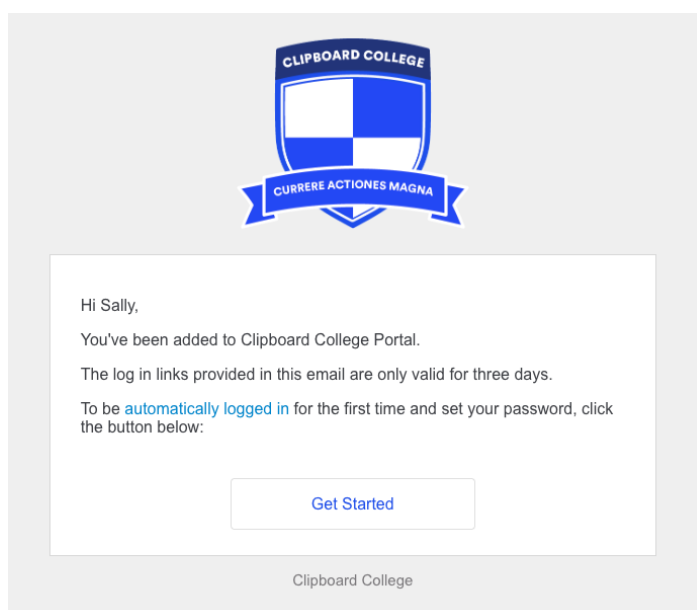 CLIPBOARD COLLEGE
CURRERE ACTIONES MAGNA
Hi Sally,
You've been added to Clipboard College Portal.
The log in links provided in this email are only valid for three days.
To be automatically logged in for the first time and set your password, click
the button below:
Get Started
Clipboard College